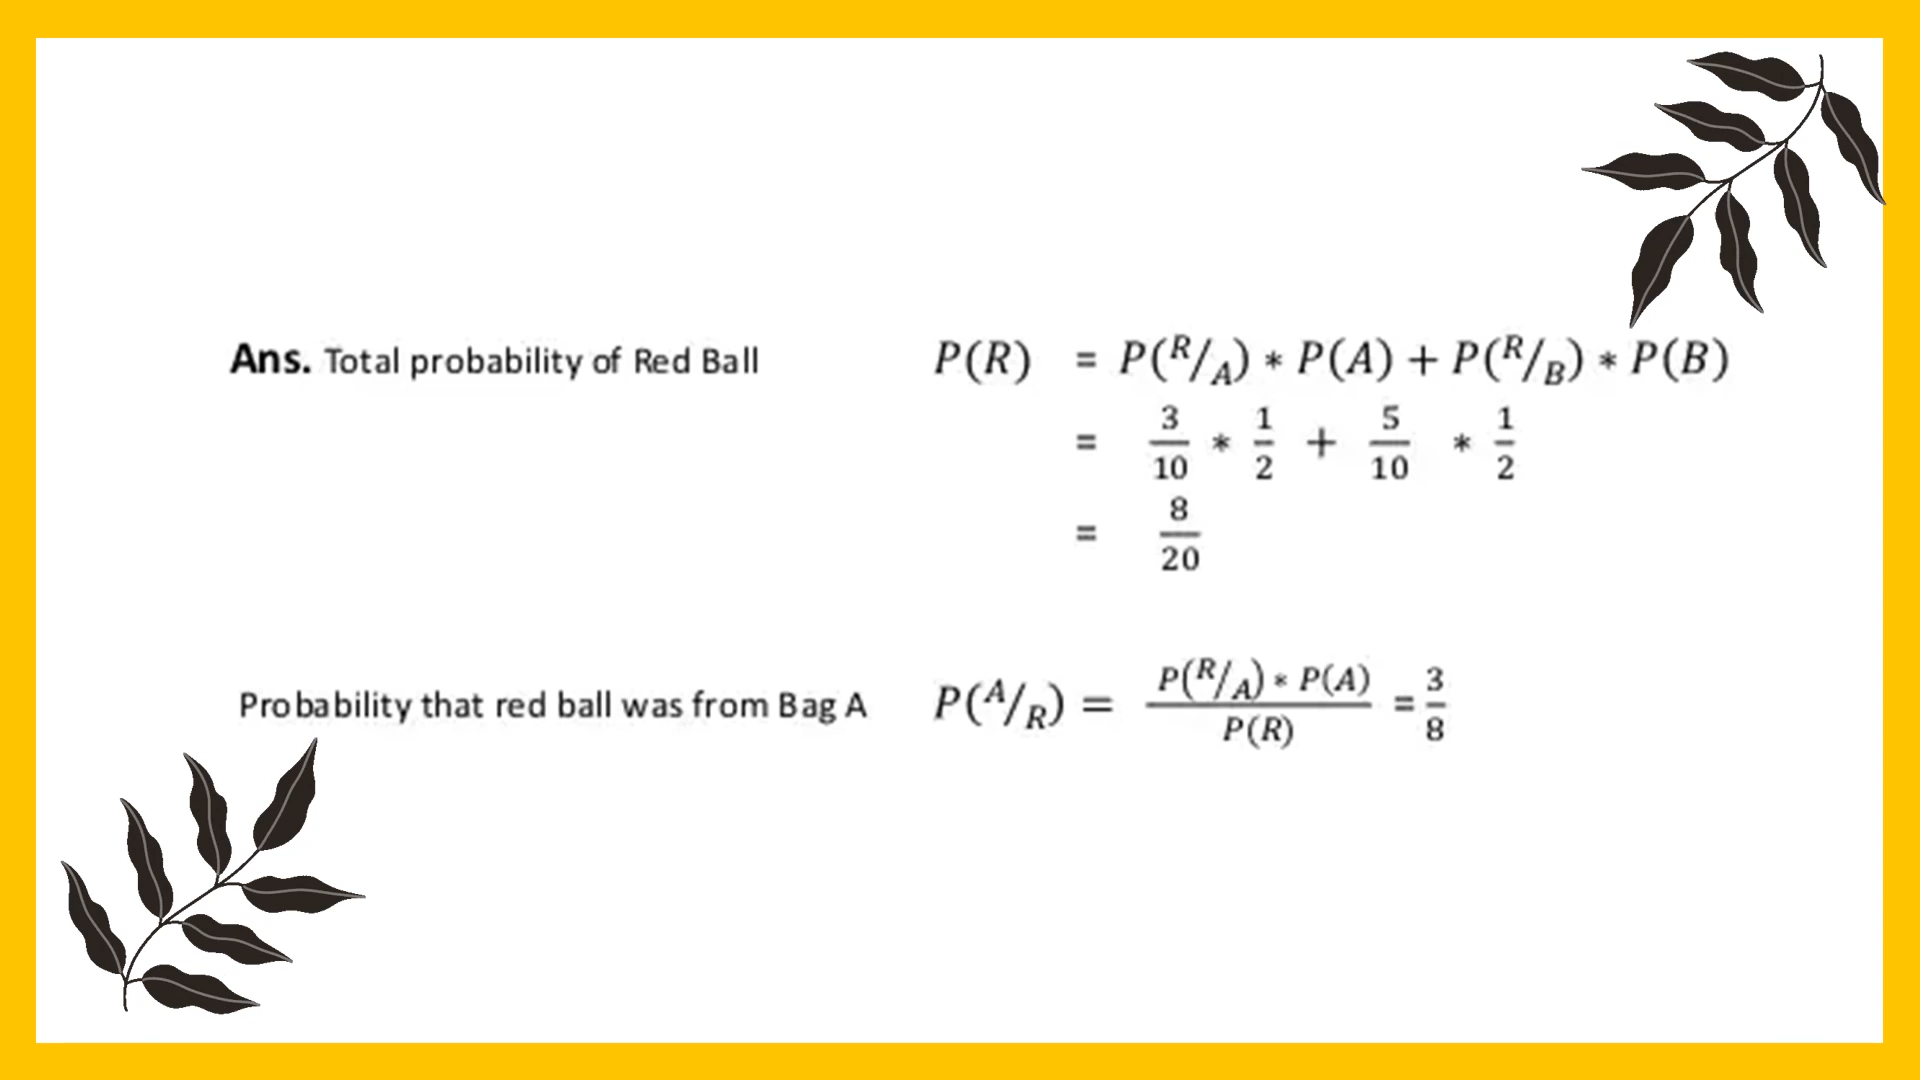 Ans. Total probability of Red Ball P(R) = P(R/A) * P(A) + P(R/B) * P(B)
= 3/10 * 1/2 + 5/10 * 1/2
= 8/20
Probability that red ball was from Bag A P(A/R) = P(R/A) * P(A) / P(R) = 3/8